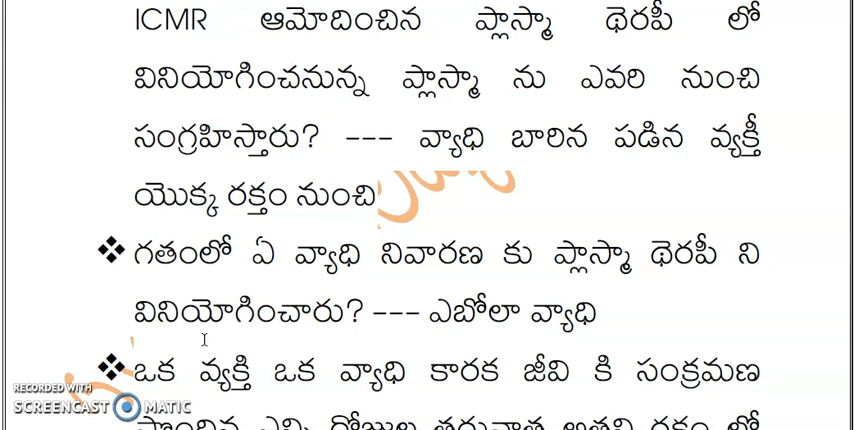 ICMR ఆమోదించిన ప్లాస్మా థెరపీ లో
వినియోగించనున్న ప్లాస్మా ను ఎవరి నుంచి
సంగ్రహిస్తారు? --- వ్యాధి బారిన పడిన వ్యక్తీ
యొక్క రక్తం నుంచి
❖ గతంలో ఏ వ్యాధి నివారణ కు ప్లాస్మా థెరపీ ని
వినియోగించారు? --- ఎబోలా వ్యాధి
❖ ఒక వ్యక్తి ఒక వ్యాధి కారక జీవి కి సంక్రమణ
RECORDED WITH
SCREENCAST MATIC